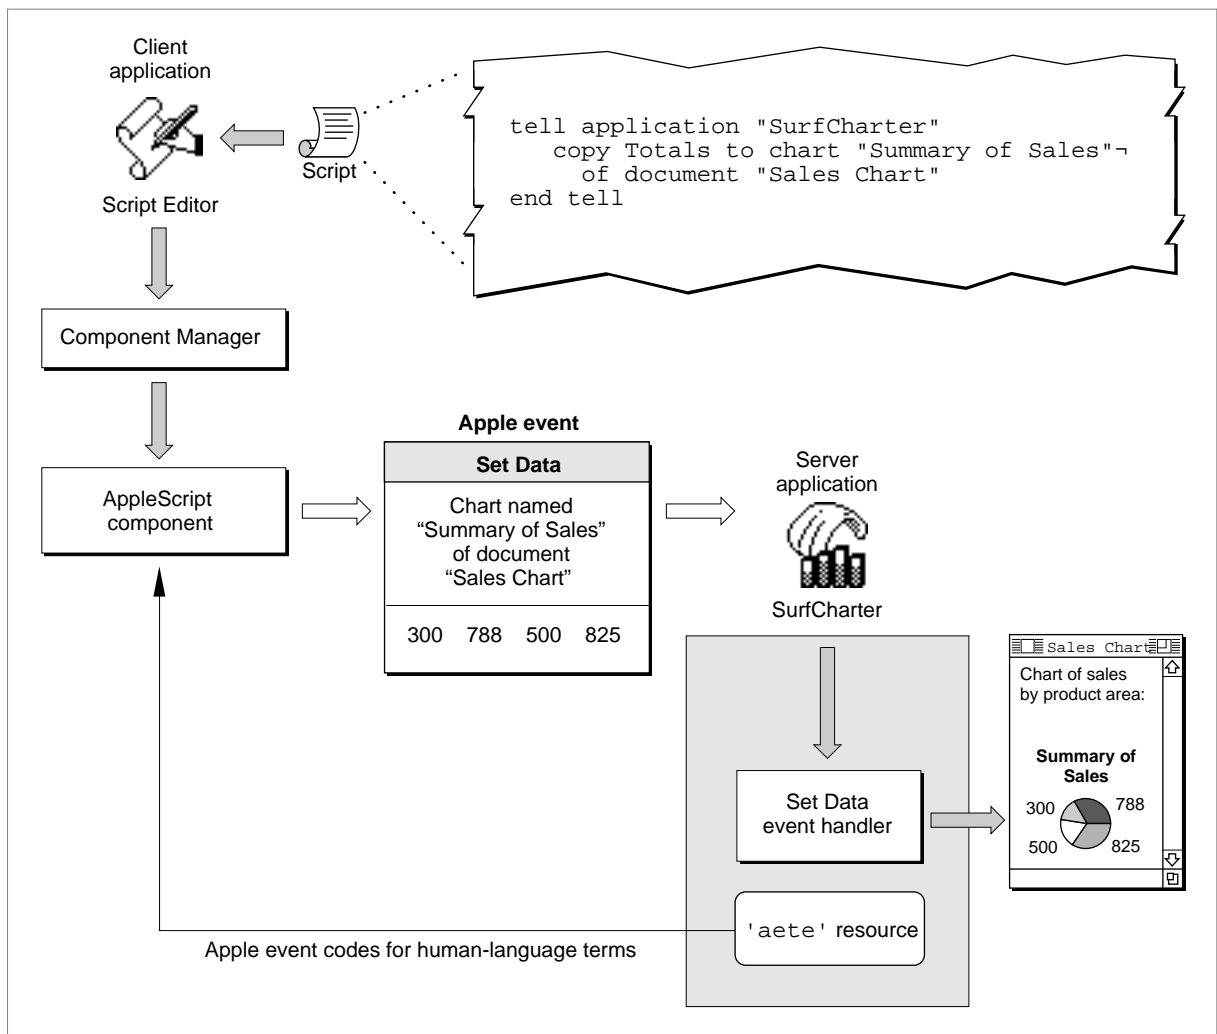 Client
application
Script
Script Editor
tell application "SurfCharter"
copy Totals to chart "Summary of Sales"¬
of document "Sales Chart"
end tell
Component Manager
AppleScript
component
Apple event
Set Data
Chart named
“Summary of Sales”
of document
“Sales Chart”
300 788 500 825
Server
application
SurfCharter
Set Data
event handler
'aete' resource
Apple event codes for human-language terms
Sales Chart
Chart of sales
by product area:
Summary of
Sales
300 788
500 825